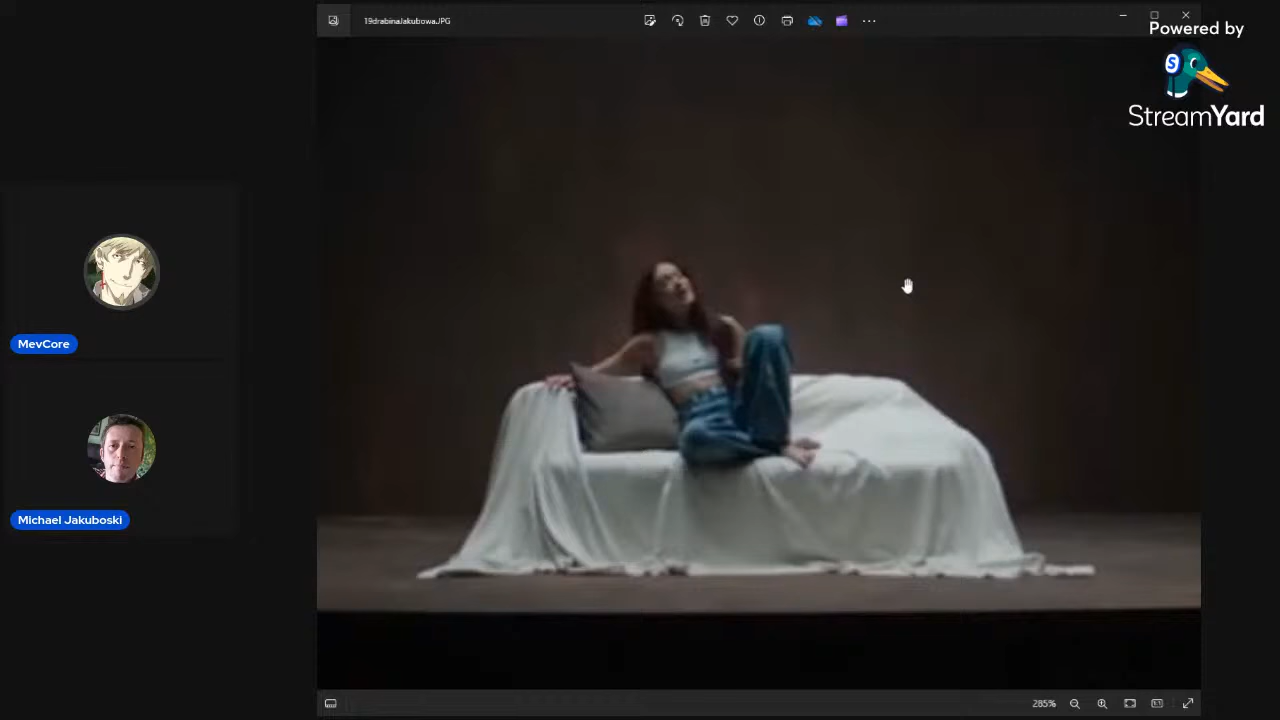 19drabinaJakubowa.JPG
Powered by
S
StreamYard
MevCore
Michael Jakuboski
285%